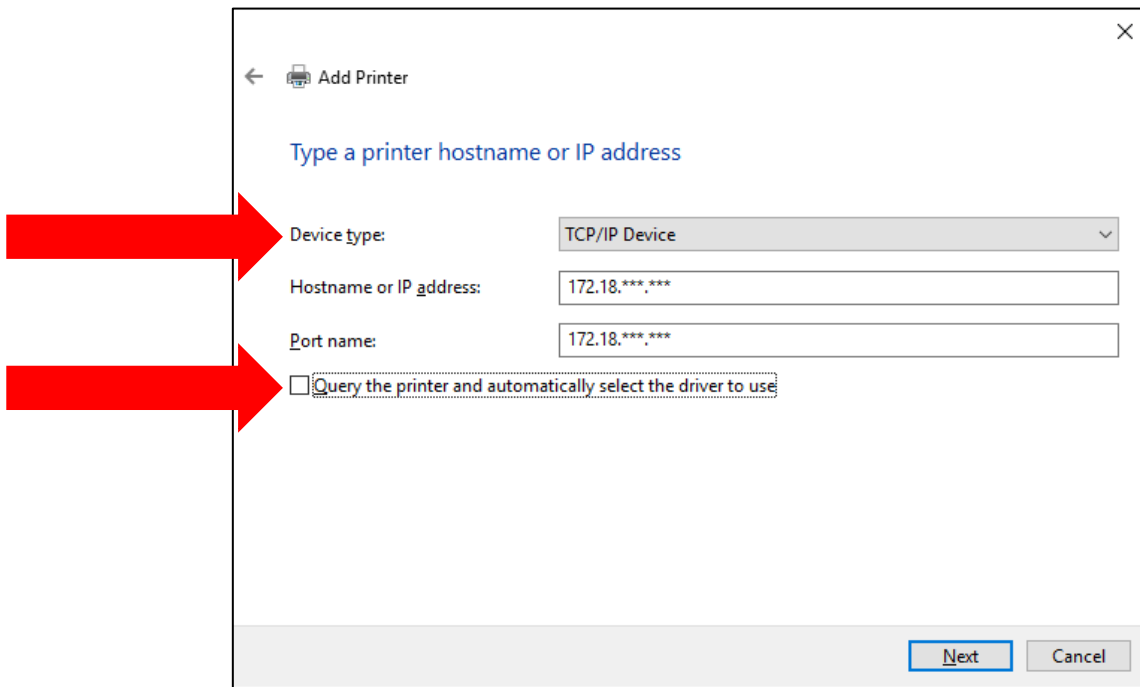 Add Printer
Type a printer hostname or IP address
Device type: TCP/IP Device
Hostname or IP address: 172.18.***.***
Port name: 172.18.***.***
Query the printer and automatically select the driver to use
Next Cancel